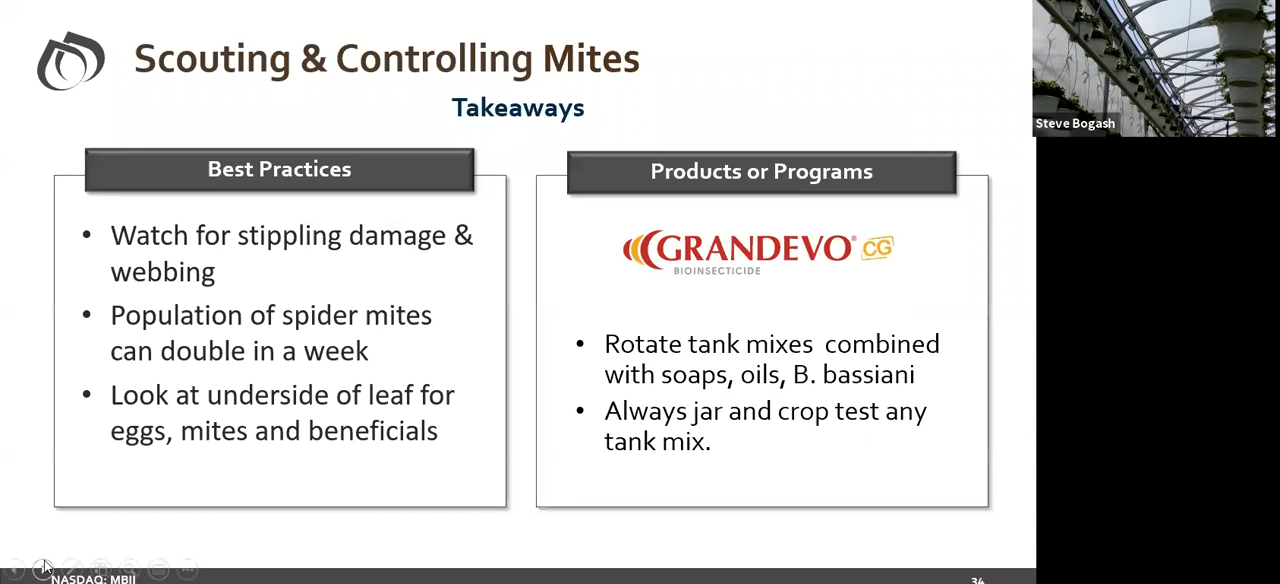 Scouting & Controlling Mites
Takeaways
Best Practices
• Watch for stippling damage &
webbing
• Population of spider mites
can double in a week
• Look at underside of leaf for
eggs, mites and beneficials
Products or Programs
GRANDEVO® CG
BIOINSECTICIDE
• Rotate tank mixes combined
with soaps, oils, B. bassiani
• Always jar and crop test any
tank mix.
NASDAQ: MBII
34
Steve Bogash